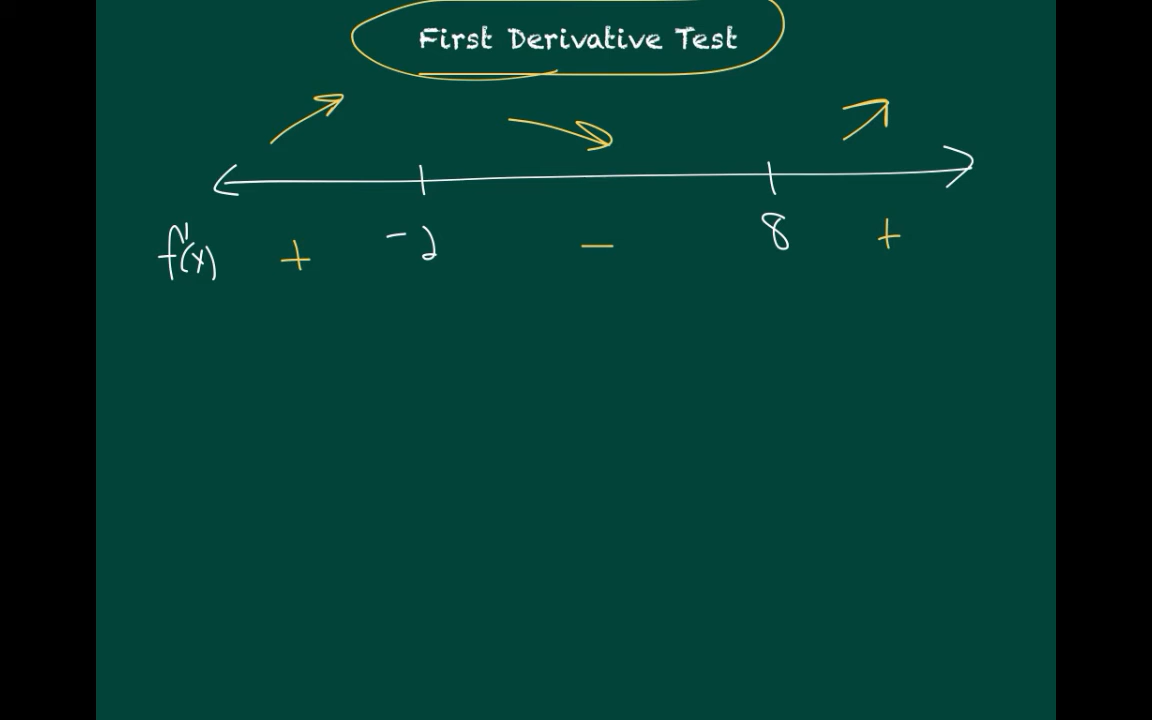 First Derivative Test
f'(x) + -2 − 8 +